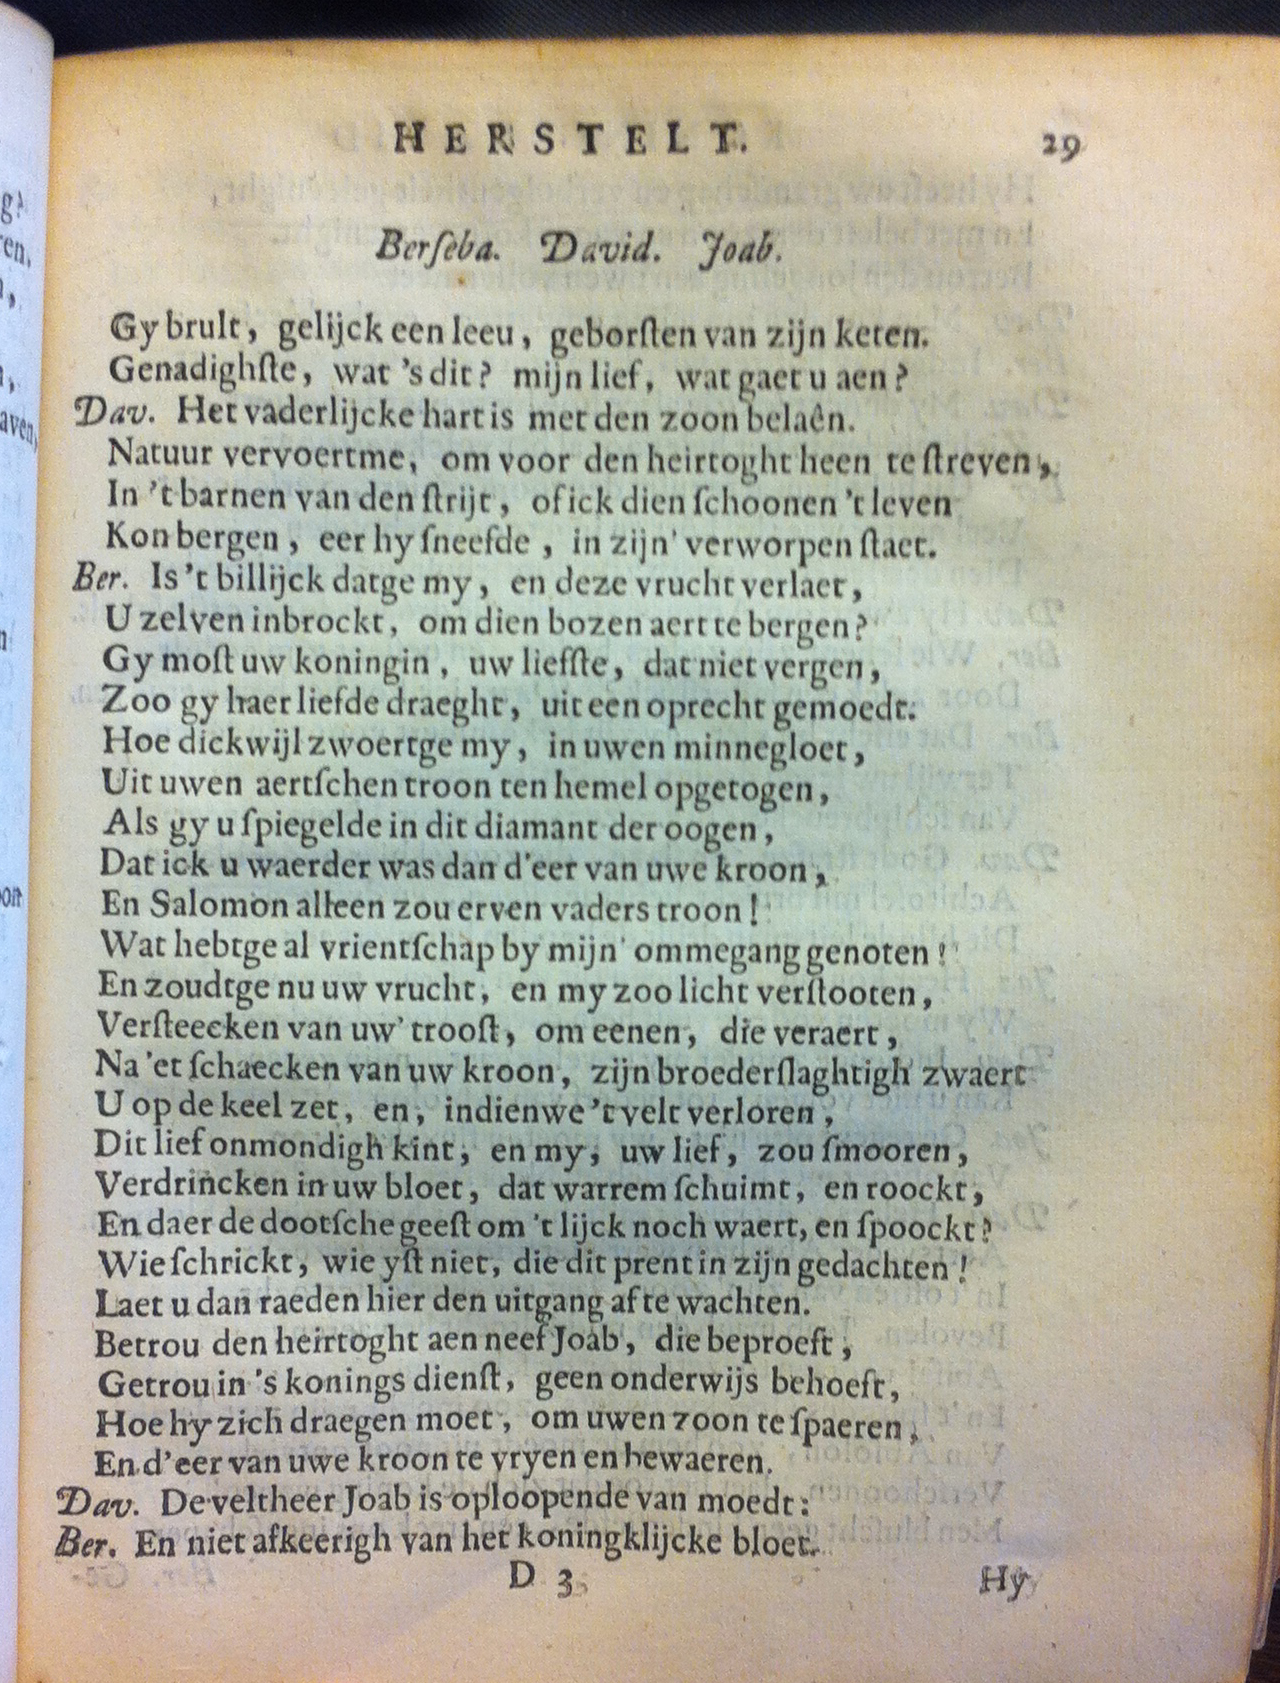 HERSTELT. 29
Berſeba. David. Joab.
Gy brult, gelijck een leeu, geborſten van zijn keten.
Genadighſte, wat 's dit? mijn lief, wat gaet u aen?
Dav. Het vaderlijcke hart is met den zoon belaên.
Natuur vervoertme, om voor den heirtoght heen te ſtreven,
In 't barnen van den ſtrijt, of ick dien ſchoonen 't leven
Kon bergen, eer hy ſneefde, in zijn' verworpen ſtaet.
Ber. Is 't billijck datge my, en deze vrucht verlaet,
U zelven inbrockt, om dien bozen aert te bergen?
Gy moſt uw koningin, uw liefſte, dat niet vergen,
Zoo gy haer liefde draeght, uit een oprecht gemoedt.
Hoe dickwijl zwoertge my, in uwen minnegloet,
Uit uwen aertſchen troon ten hemel opgetogen,
Als gy u ſpiegelde in dit diamant der oogen,
Dat ick u waerder was dan d'eer van uwe kroon,
En Salomon alleen zou erven vaders troon!
Wat hebtge al vrientſchap by mijn' ommegang genoten!
En zoudtge nu uw vrucht, en my zoo licht verſtooten,
Verſteecken van uw' trooſt, om eenen, die veraert,
Na 'et ſchaecken van uw kroon, zijn broederſlaghtigh zwaert
U op de keel zet, en, indien we 't velt verloren,
Dit lief onmondigh kint, en my, uw lief, zou ſmooren,
Verdrincken in uw bloet, dat warrem ſchuimt, en roockt,
En daer de dootſche geeſt om 't lijck noch waert, en ſpoockt?
Wie ſchrickt, wie yſt niet, die dit prent in zijn gedachten!
Laet u dan raeden hier den uitgang af te wachten.
Betrou den heirtoght aen neef Joab, die beproeft,
Getrou in 's konings dienſt, geen onderwijs behoeft,
Hoe hy zich draegen moet, om uwen zoon te ſpaeren,
En d'eer van uwe kroon te vryen en bewaeren.
Dav. De veltheer Joab is oploopende van moedt:
Ber. En niet afkeerigh van het koningklijcke bloet.
D 3 Hy